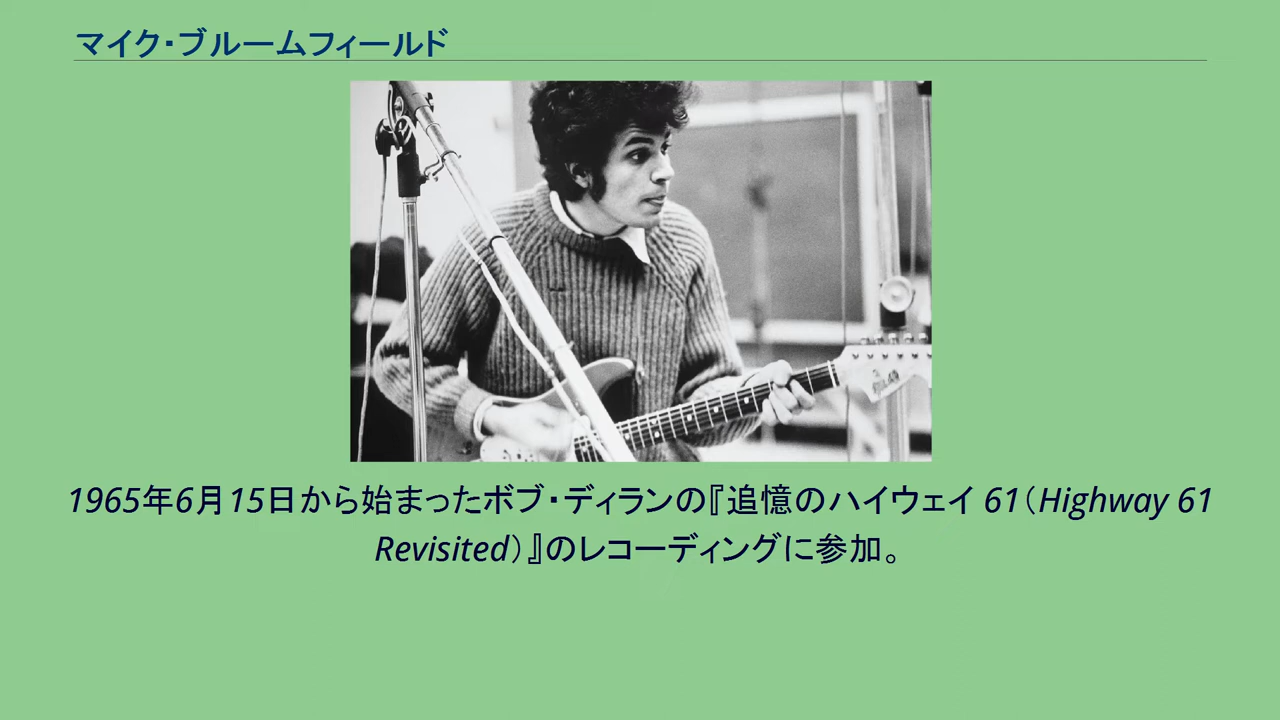 マイク・ブルームフィールド
1965年6月15日から始まったボブ・ディランの『追憶のハイウェイ 61（Highway 61
Revisited）』のレコーディングに参加。